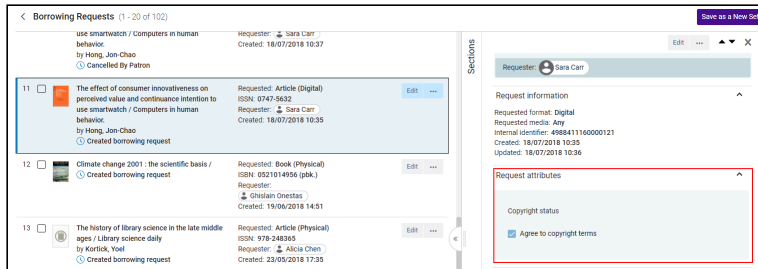 Borrowing Requests (1 - 20 of 102)
Save as a New Set
use smartwatch / Computers in human
behavior.
by Hong, Jon-Chao
Cancelled By Patron
Requester: Sara Carr
Created: 18/07/2018 10:37
11
The effect of consumer innovativeness on
perceived value and continuance intention to
use smartwatch / Computers in human
behavior.
by Hong, Jon-Chao
Created borrowing request
Requested: Article (Digital)
ISSN: 0747-5632
Requester: Sara Carr
Created: 18/07/2018 10:35
Edit
12
Climate change 2001 : the scientific basis /
Created borrowing request
Requested: Book (Physical)
ISBN: 0521014956 (pbk.)
Requester:
Ghislain Onestas
Created: 19/06/2018 14:51
Edit
13
The history of library science in the late middle
ages / Library science daily
by Kortick, Yoel
Created borrowing request
Requested: Article (Physical)
ISSN: 978-248365
Requester: Alicia Chen
Created: 23/05/2018 17:35
Edit
Sections
Edit
Requester: Sara Carr
Request information
Requested format: Digital
Requested media: Any
Internal identifier: 4988411160000121
Created: 18/07/2018 10:35
Updated: 18/07/2018 10:36
Request attributes
Copyright status
Agree to copyright terms